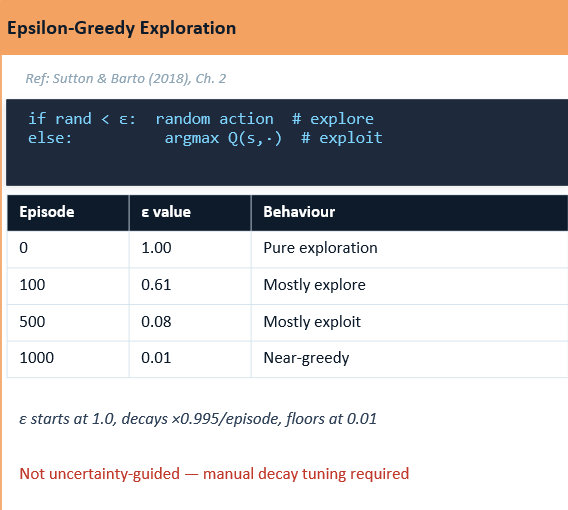 Epsilon-Greedy Exploration
Ref: Sutton & Barto (2018), Ch. 2
if rand < ε:  random action  # explore
else:         argmax Q(s,·)  # exploit
Episode ε value Behaviour
0 1.00 Pure exploration
100 0.61 Mostly explore
500 0.08 Mostly exploit
1000 0.01 Near-greedy
ε starts at 1.0, decays ×0.995/episode, floors at 0.01
Not uncertainty-guided — manual decay tuning required